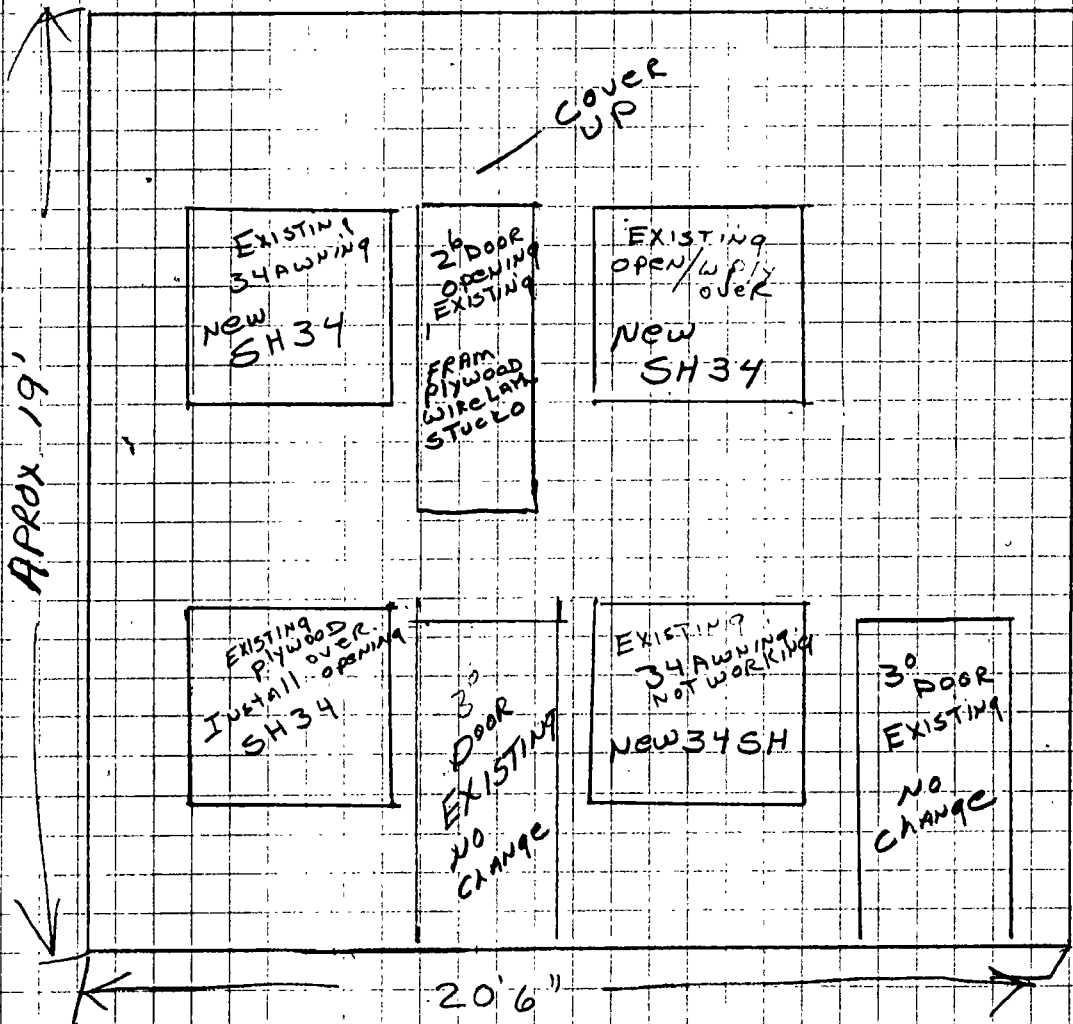 COVER
UP
EXISTING
34 AWNING
NEW
SH34
2⁶ DOOR
OPENING
EXISTING
FRAM
PLYWOOD
WIRE LATH
STUCKO
EXISTING
OPEN/W PLY
OVER
NEW
SH34
APROX 19'
EXISTING
PLYWOOD
OVER
INSTALL OPENING
SH34
3⁰
DOOR
EXISTING
NO
CHANGE
EXISTING
34 AWNING
NOT WORKING
NEW 34 SH
3⁰ DOOR
EXISTING
NO
CHANGE
20'6"